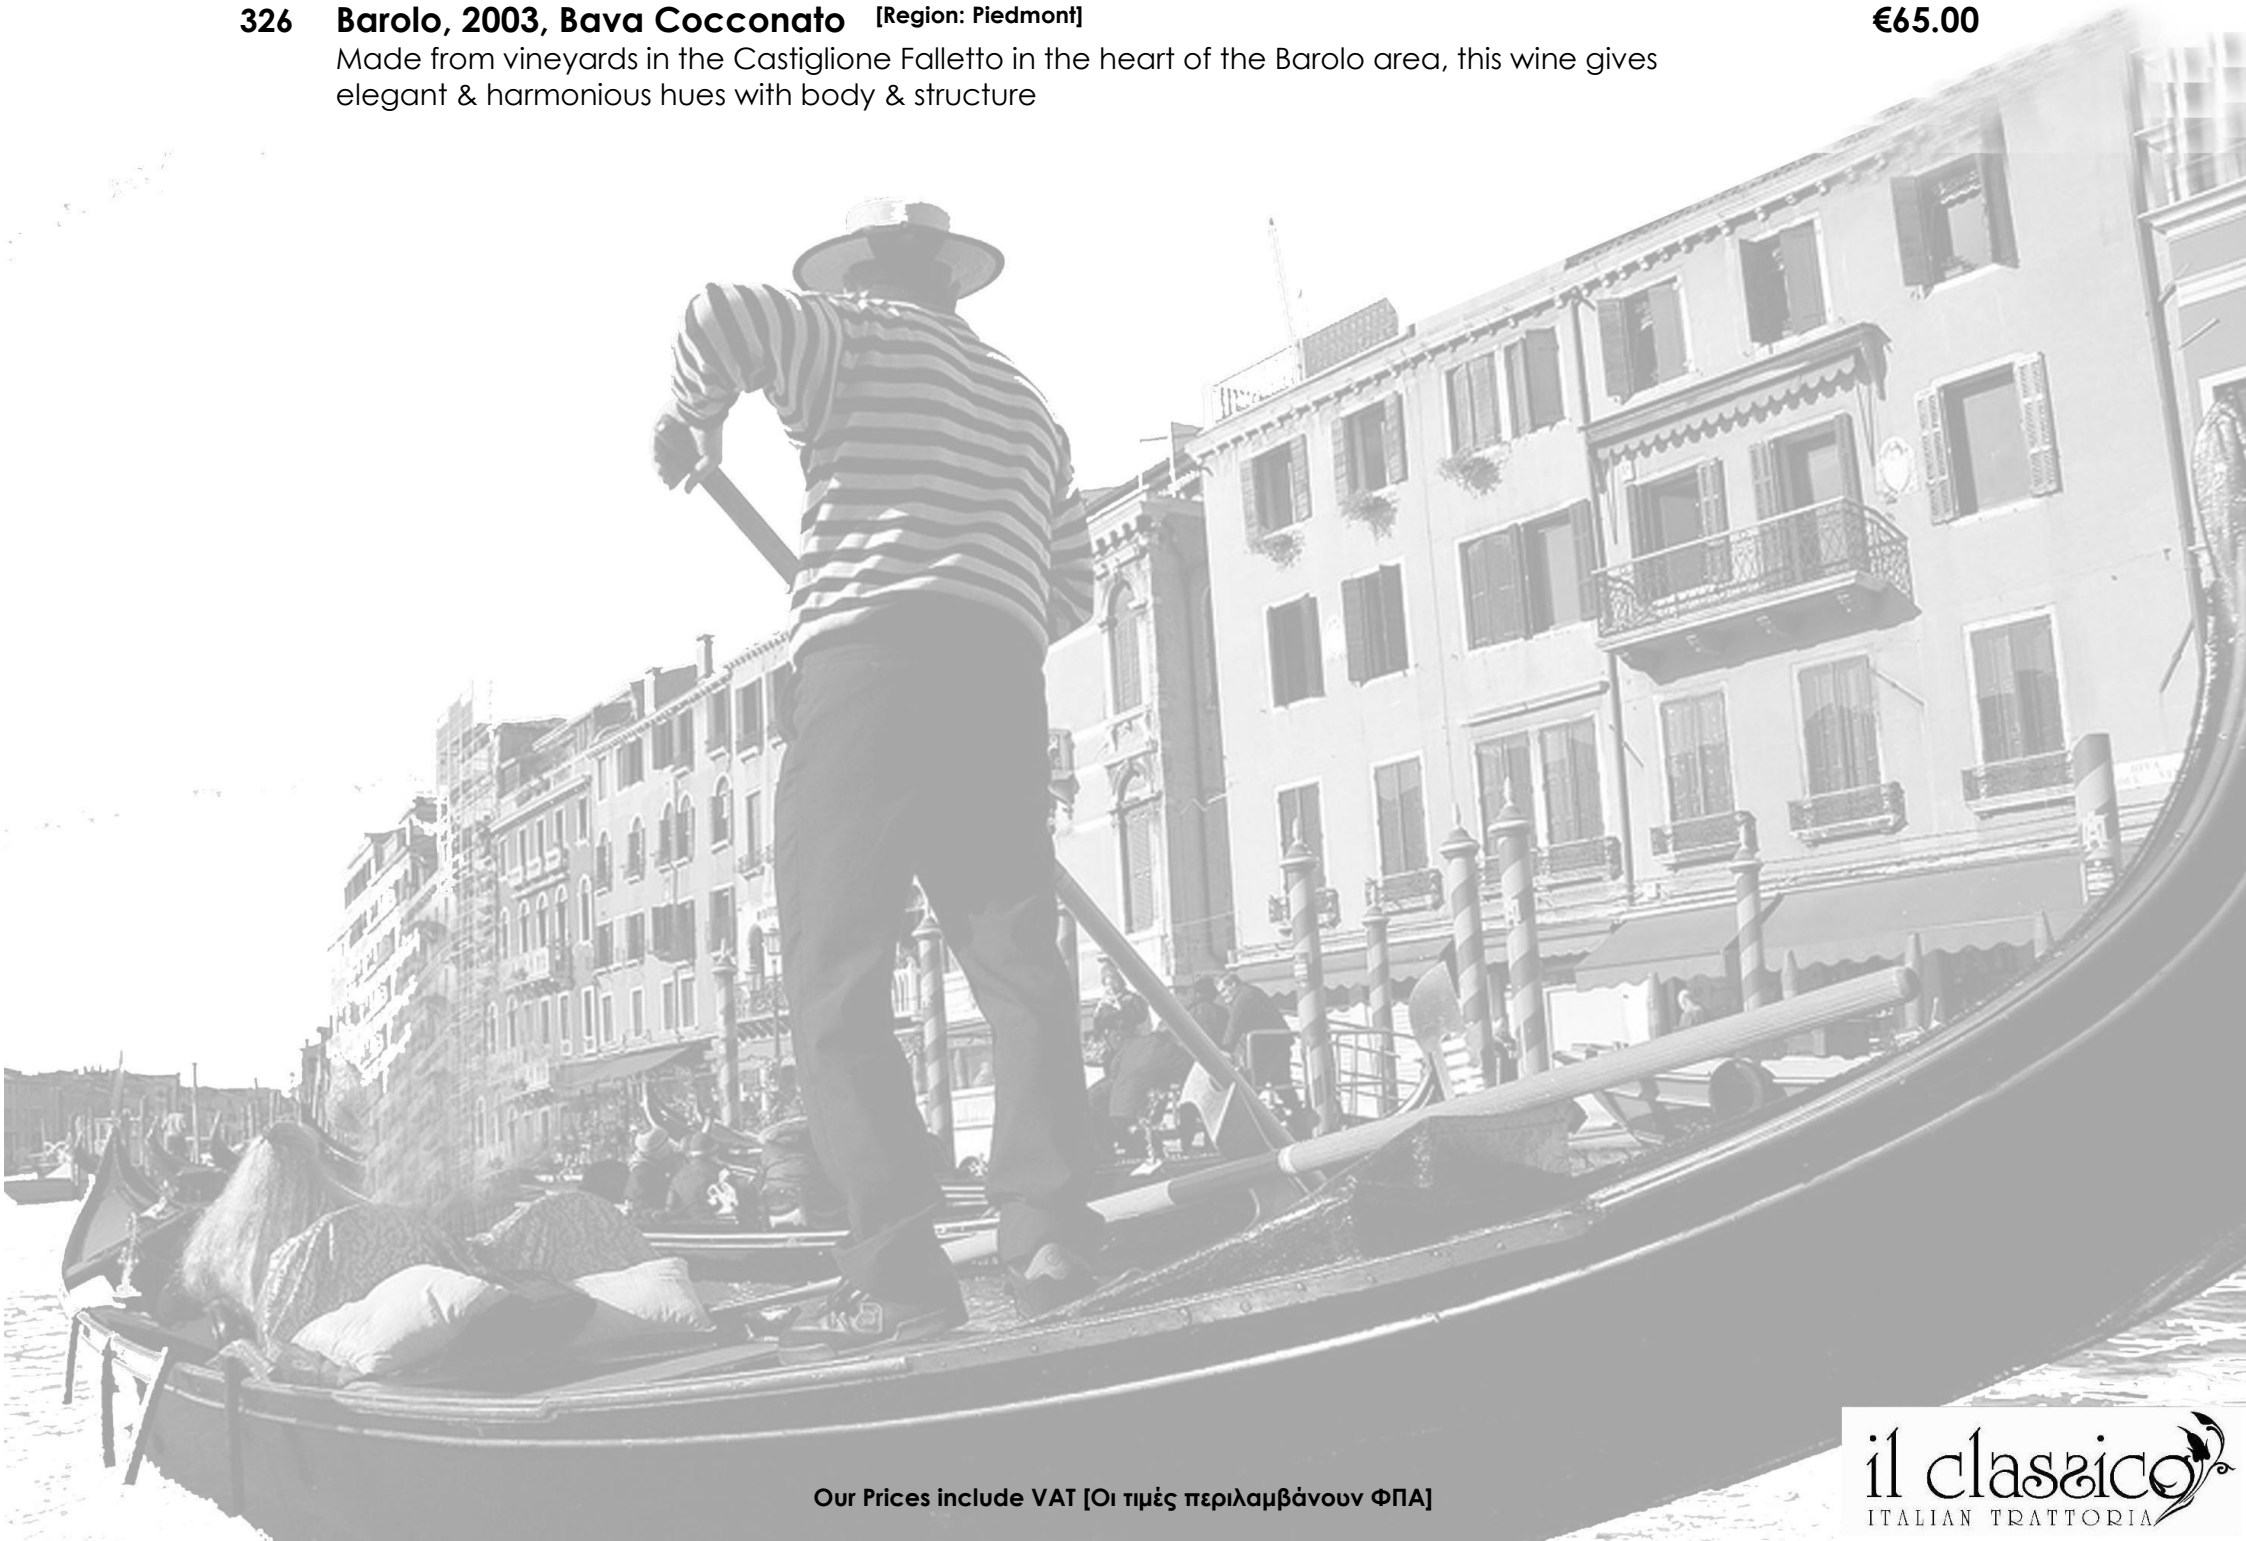 326 Barolo, 2003, Bava Cocconato [Region: Piedmont] €65.00
Made from vineyards in the Castiglione Falletto in the heart of the Barolo area, this wine gives
elegant & harmonious hues with body & structure
Our Prices include VAT [Οι τιμές περιλαμβάνουν ΦΠΑ]
il classico
ITALIAN TRATTORIA